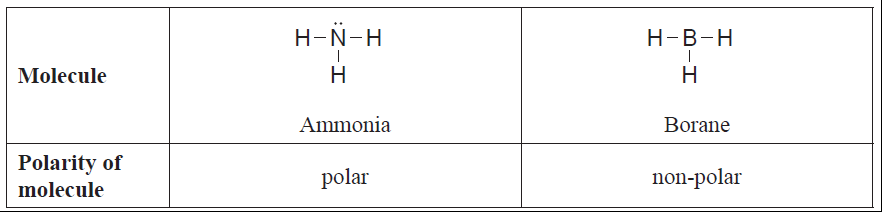 Molecule
H–N̈–H
|
H
Ammonia
H–B–H
|
H
Borane
Polarity of
molecule
polar
non-polar